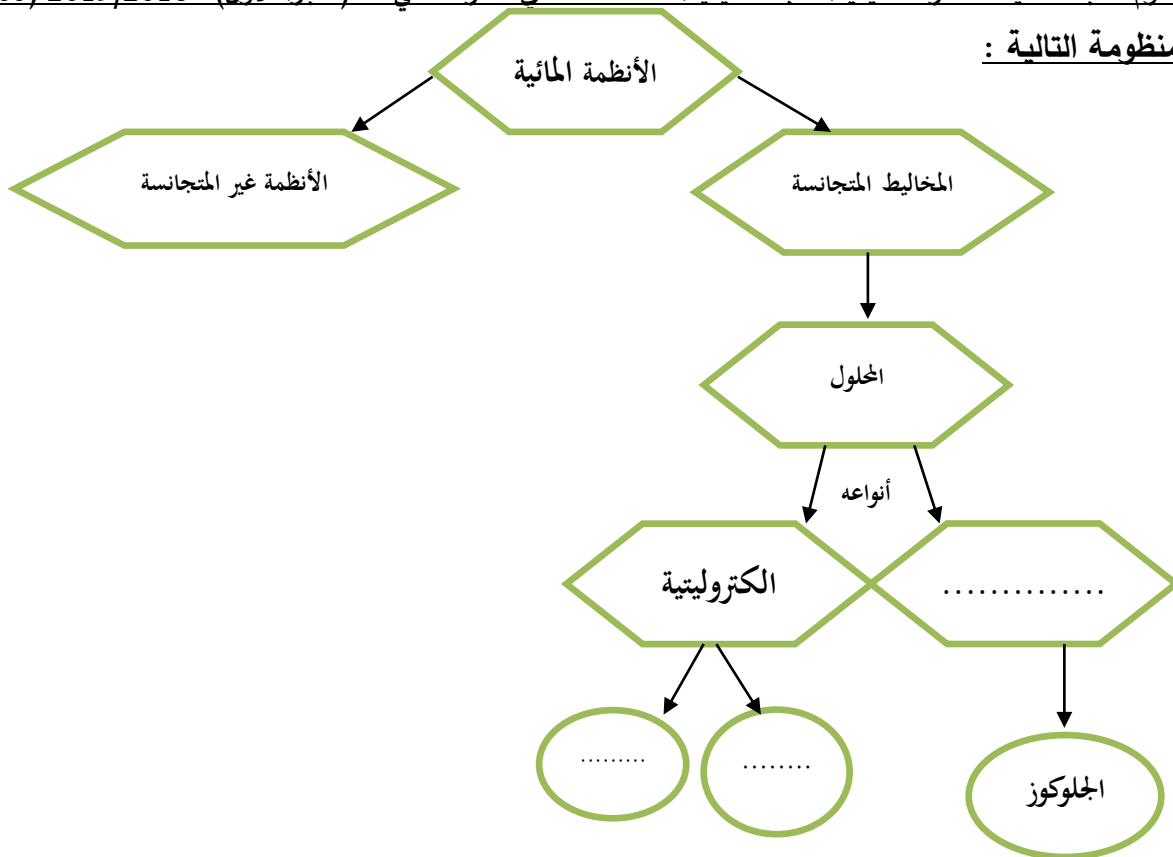 منظومة التالية :
الأنظمة المائية
المخاليط المتجانسة
الأنظمة غير المتجانسة
المحلول
أنواعه
..............
الكتروليتية
........
.........
الجلوكوز